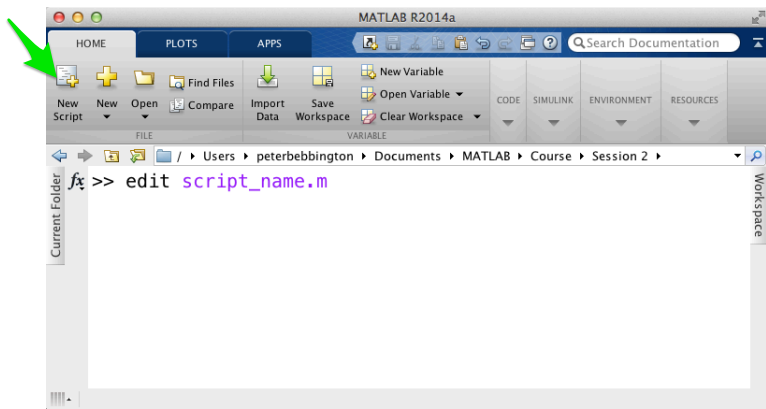 MATLAB R2014a
HOME PLOTS APPS Search Documentation
New Script New Open Find Files Compare Import Data Save Workspace New Variable Open Variable Clear Workspace CODE SIMULINK ENVIRONMENT RESOURCES
FILE VARIABLE
/ Users peterbebbington Documents MATLAB Course Session 2
Current Folder
fx >> edit script_name.m
Workspace